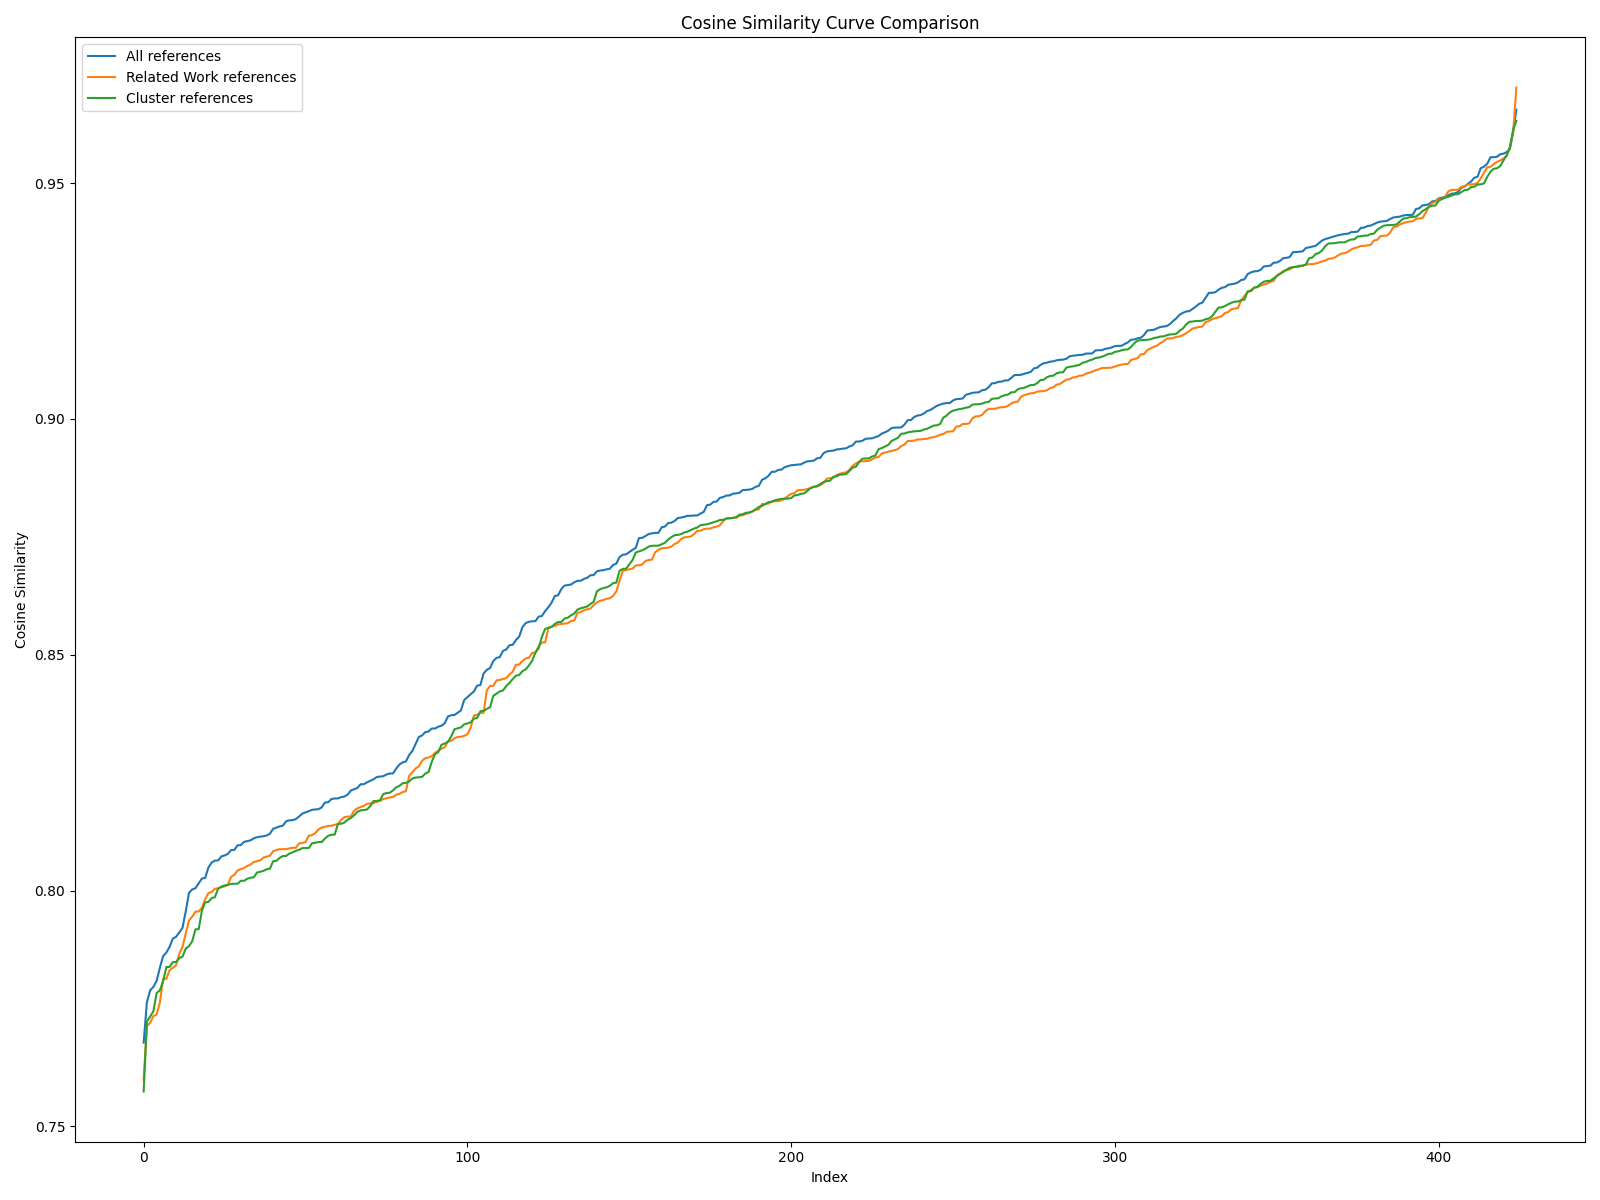 Cosine Similarity Curve Comparison
All references
Related Work references
Cluster references
Cosine Similarity
0.95
0.90
0.85
0.80
0.75
0
100
200
300
400
Index